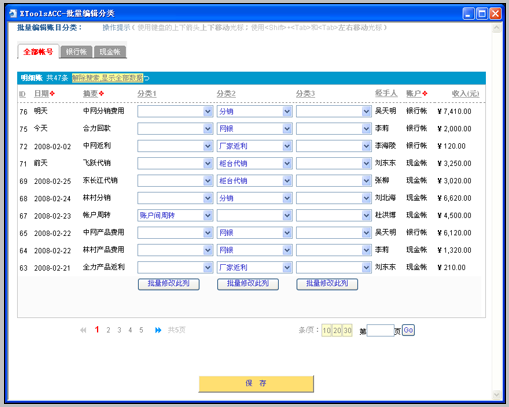 XToolsACC-批量编辑分类
批量编辑账目分类: 操作提示(使用键盘的上下箭头上下移动光标;使用<Shift>+<Tab>和<Tab>左右移动光标)
全部帐号 银行帐 现金帐
明细账 共47条 解除搜索,显示全部数据
ID 日期 摘要 分类1 分类2 分类3 经手人 账户 收入(元)
76 明天 中网分销费用 分销 吴天明 银行帐 ¥ 7,410.00
75 今天 合力回款 网银 李莉 银行帐 ¥ 2,000.00
72 2008-02-02 中网返利 厂家返利 李海陵 银行帐 ¥ 120.00
71 前天 飞跃代销 柜台代销 刘东东 现金帐 ¥ 3,250.00
69 2008-02-25 东长江代销 柜台代销 张柳 现金帐 ¥ 3,020.00
68 2008-02-24 林村分销 分销 刘北海 现金帐 ¥ 6,620.00
67 2008-02-23 帐户周转 账户间周转 杜洪博 现金帐 ¥ 4,500.00
65 2008-02-22 中网产品费用 网银 吴天明 银行帐 ¥ 6,120.00
64 2008-02-22 林村产品费用 网银 李莉 现金帐 ¥ 1,320.00
63 2008-02-21 全力产品返利 厂家返利 刘东东 现金帐 ¥ 210.00
批量修改此列 批量修改此列 批量修改此列
1 2 3 4 5 共5页 条/页: 10 20 30 第 页 Go
保 存